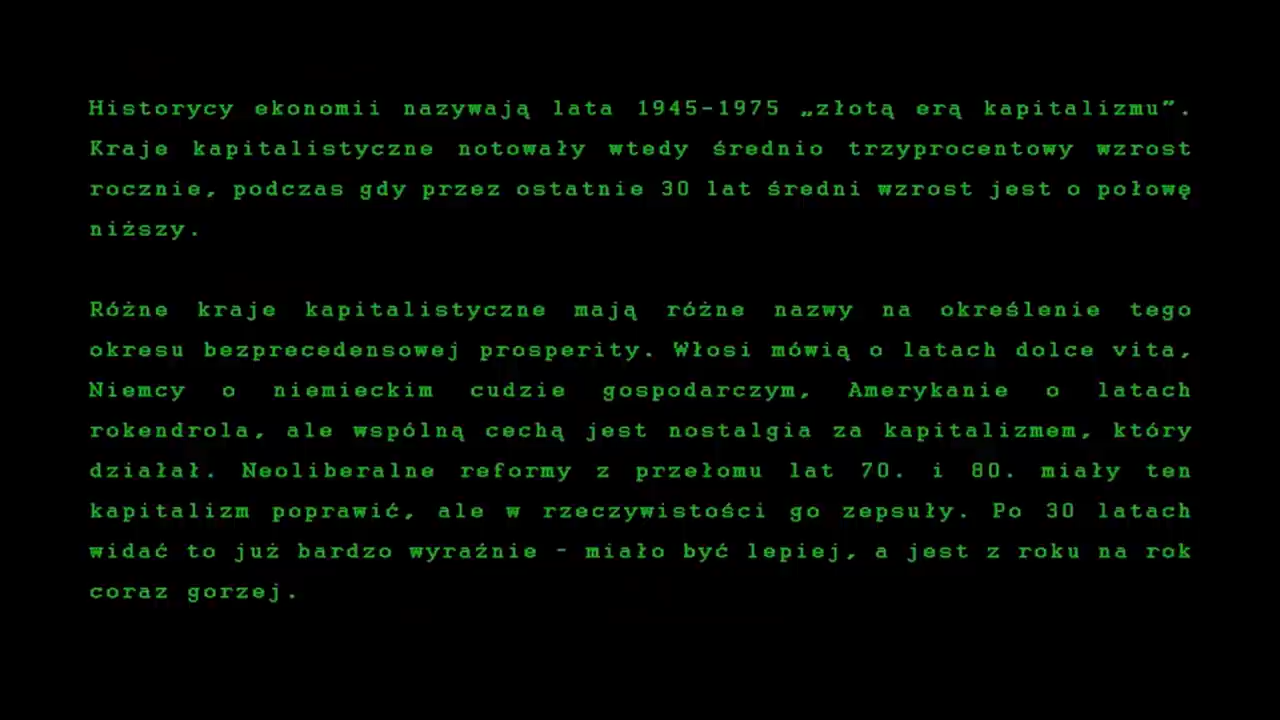 Historycy ekonomii nazywają lata 1945-1975 „złotą erą kapitalizmu”.
Kraje kapitalistyczne notowały wtedy średnio trzyprocentowy wzrost
rocznie, podczas gdy przez ostatnie 30 lat średni wzrost jest o połowę
niższy.
Różne kraje kapitalistyczne mają różne nazwy na określenie tego
okresu bezprecedensowej prosperity. Włosi mówią o latach dolce vita,
Niemcy o niemieckim cudzie gospodarczym, Amerykanie o latach
rokendrola, ale wspólną cechą jest nostalgia za kapitalizmem, który
działał. Neoliberalne reformy z przełomu lat 70. i 80. miały ten
kapitalizm poprawić, ale w rzeczywistości go zepsuły. Po 30 latach
widać to już bardzo wyraźnie - miało być lepiej, a jest z roku na rok
coraz gorzej.